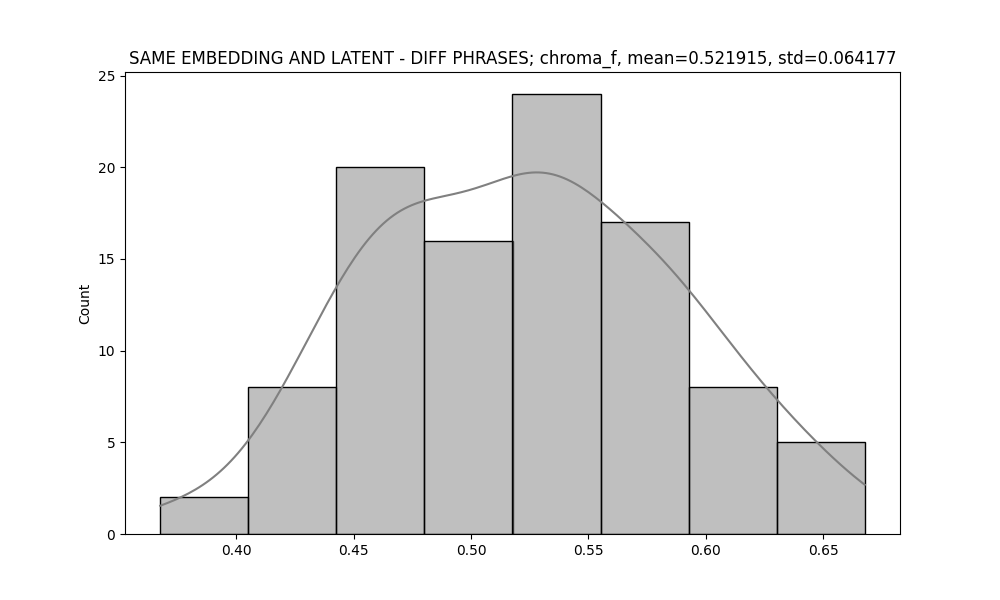 SAME EMBEDDING AND LATENT - DIFF PHRASES; chroma_f, mean=0.521915, std=0.064177
25
20
15
10
5
0
Count
0.40 0.45 0.50 0.55 0.60 0.65